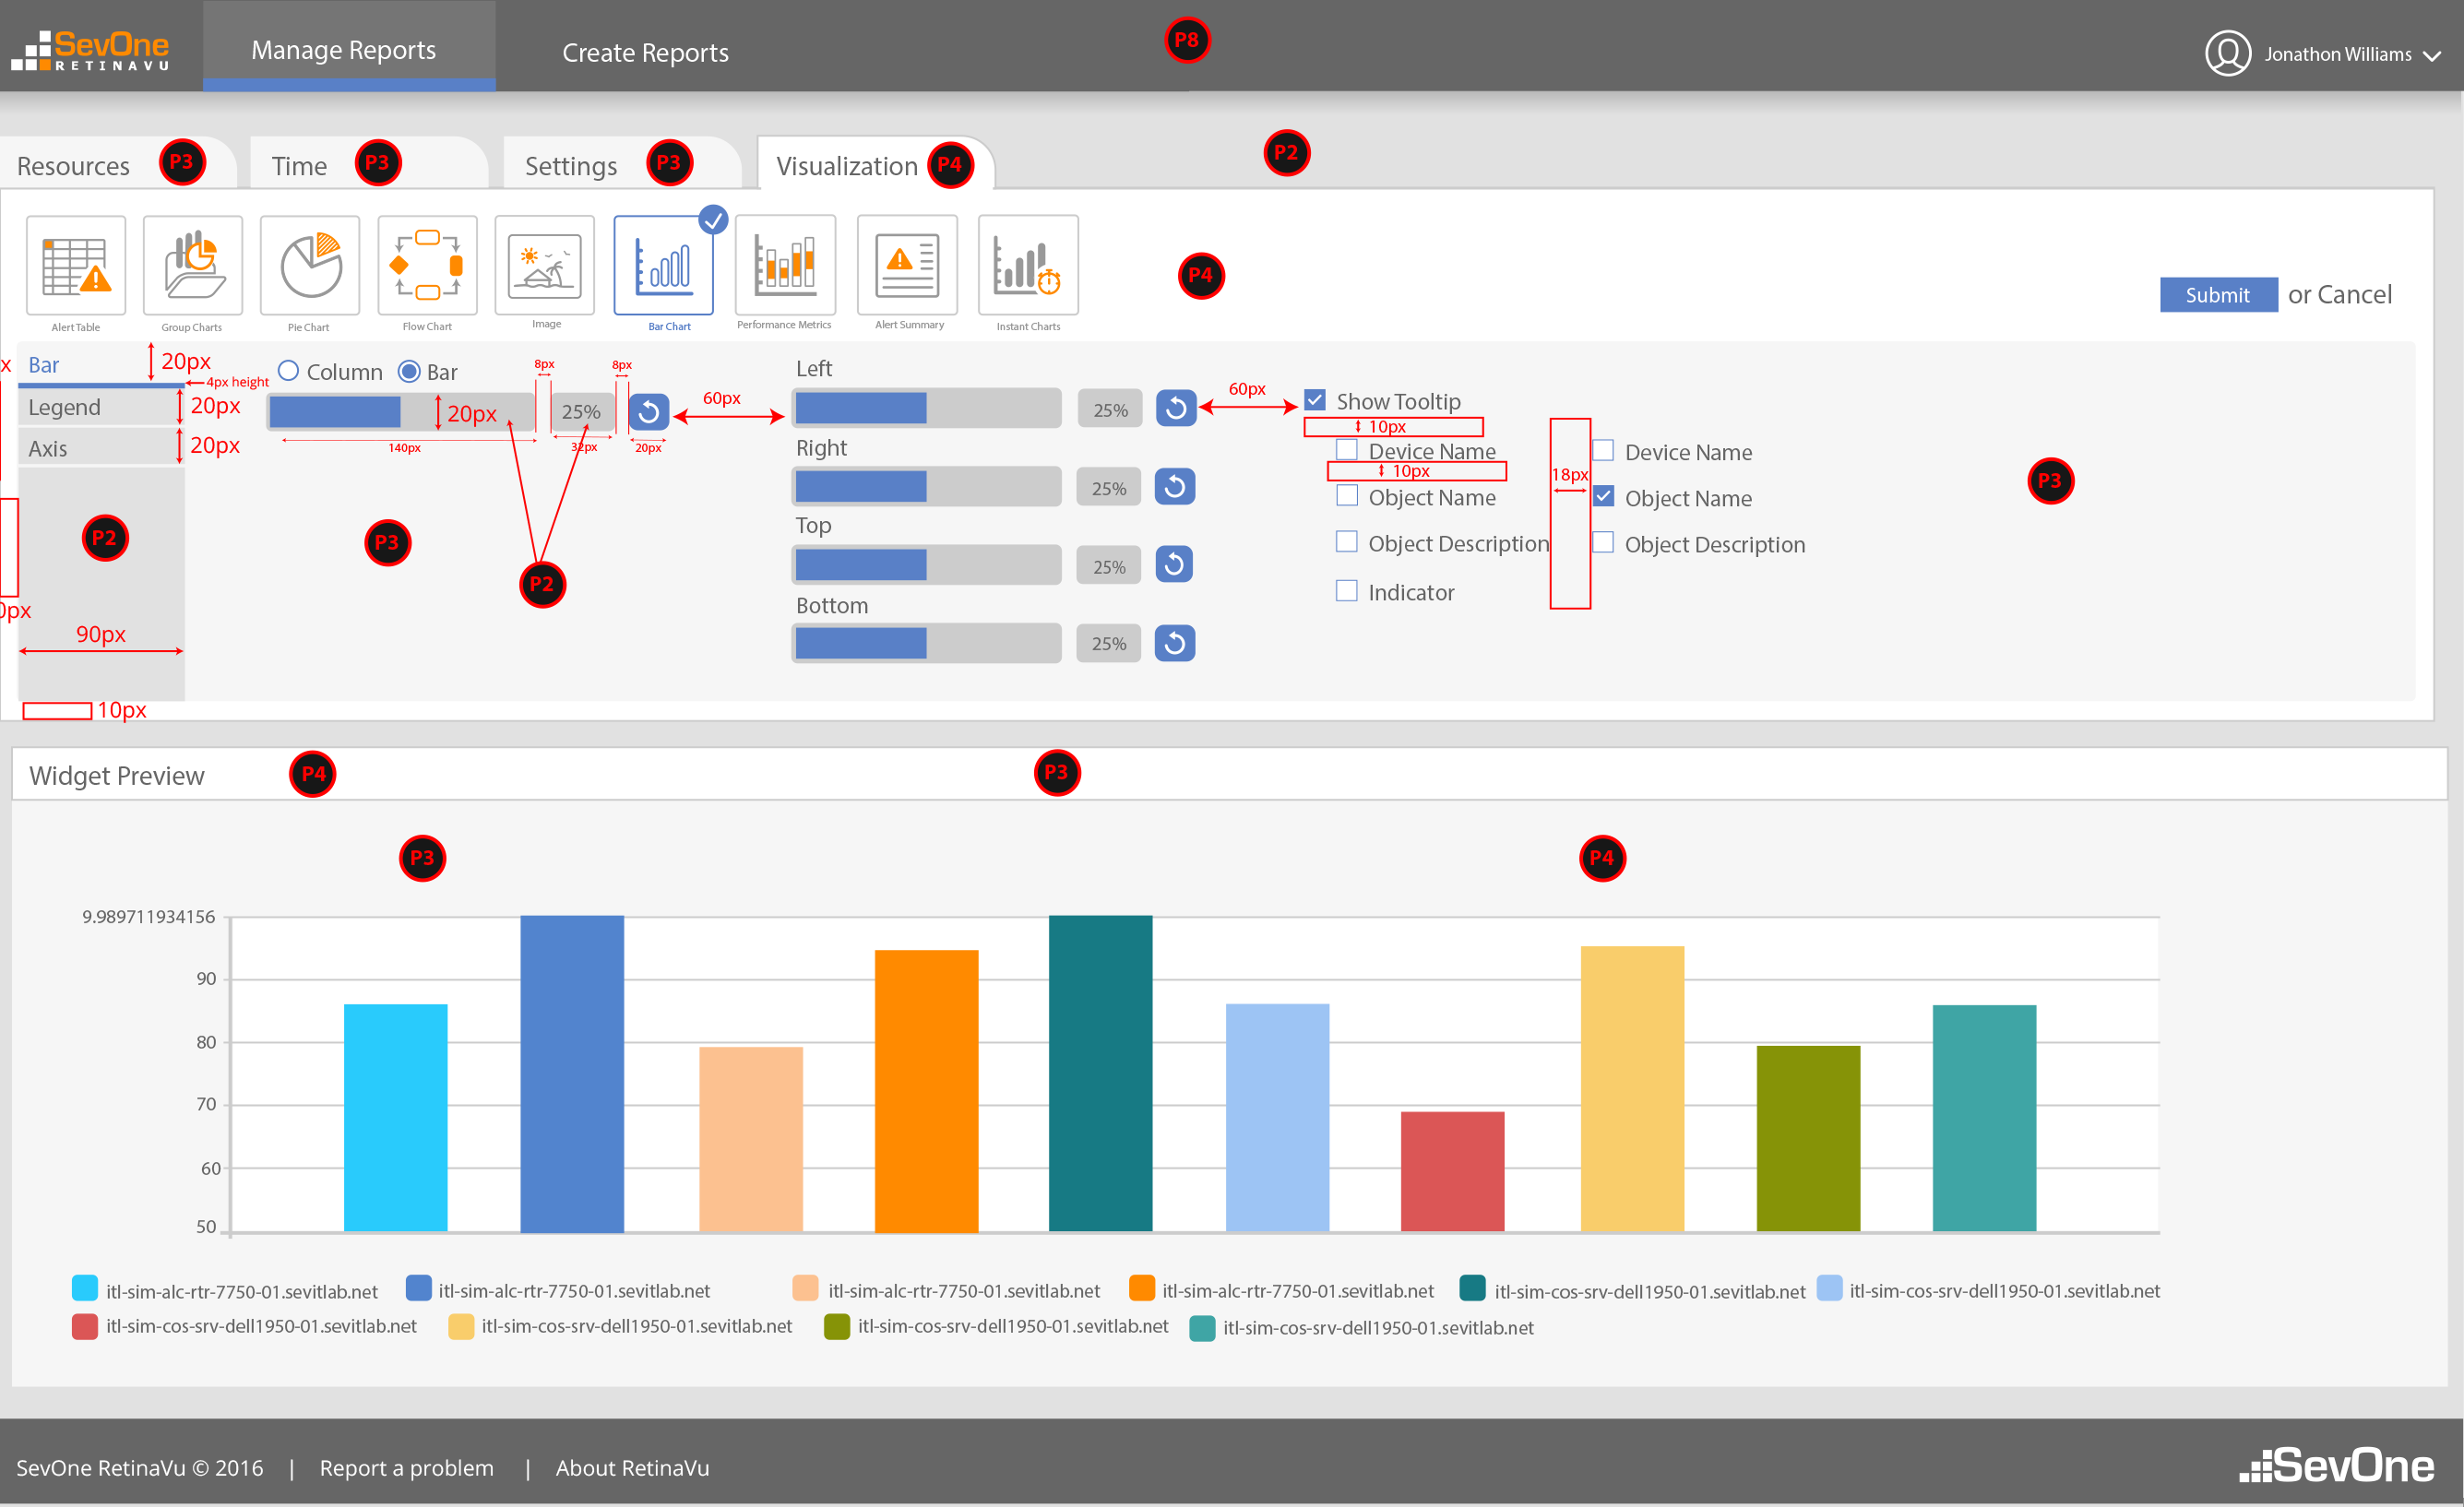 SevOne
RETINAVU
Manage Reports
Create Reports
P8
Jonathon Williams
Resources P3
Time P3
Settings P3
Visualization P4
P2
Alert Table
Group Charts
Pie Chart
Flow Chart
Image
Bar Chart
Performance Metrics
Alert Summary
Instant Charts
P4
Submit or Cancel
x
Bar
20px
4px height
Legend
20px
Axis
20px
P2
0px
90px
10px
Column
Bar
20px
8px
25%
8px
140px
32px
20px
P3
P2
60px
Left
25%
Right
25%
Top
25%
Bottom
25%
60px
Show Tooltip
10px
Device Name
10px
Object Name
Object Description
Indicator
18px
Device Name
Object Name
Object Description
P3
Widget Preview
P4
P3
P3
P4
9.989711934156
90
80
70
60
50
itl-sim-alc-rtr-7750-01.sevitlab.net
itl-sim-alc-rtr-7750-01.sevitlab.net
itl-sim-alc-rtr-7750-01.sevitlab.net
itl-sim-alc-rtr-7750-01.sevitlab.net
itl-sim-cos-srv-dell1950-01.sevitlab.net
itl-sim-cos-srv-dell1950-01.sevitlab.net
itl-sim-cos-srv-dell1950-01.sevitlab.net
itl-sim-cos-srv-dell1950-01.sevitlab.net
itl-sim-cos-srv-dell1950-01.sevitlab.net
itl-sim-cos-srv-dell1950-01.sevitlab.net
SevOne RetinaVu © 2016 | Report a problem | About RetinaVu
SevOne